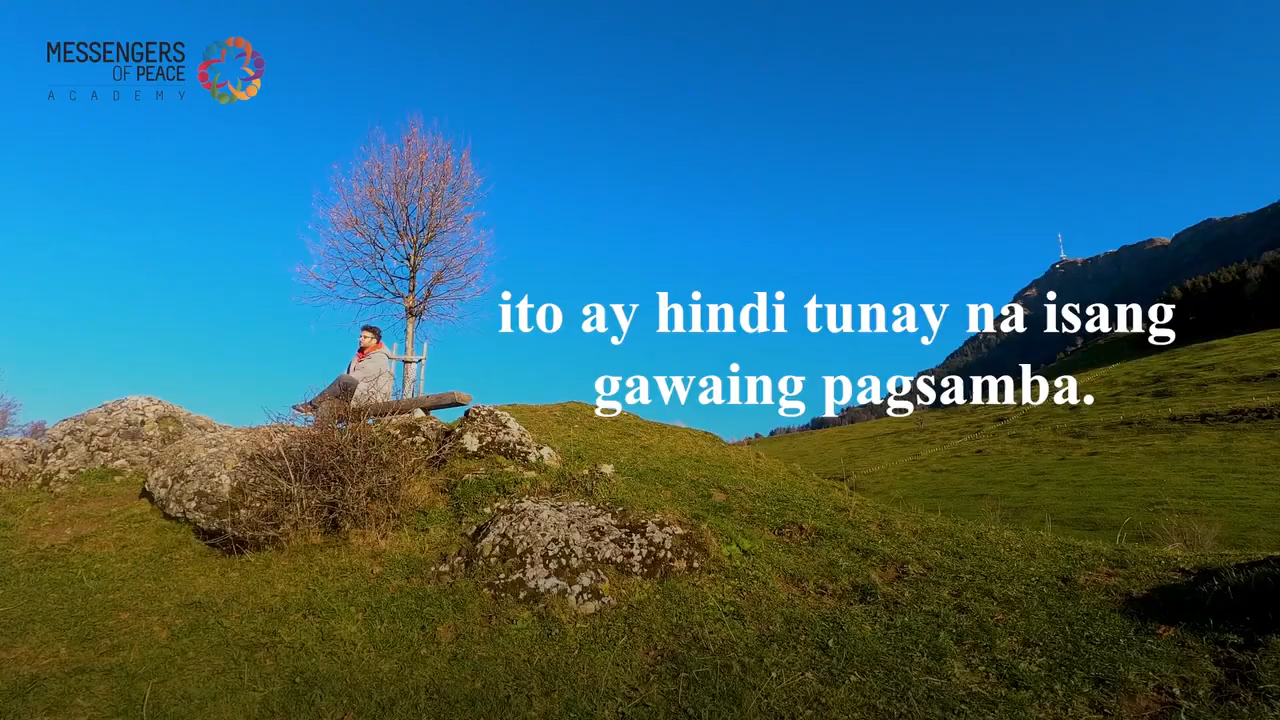 MESSENGERS
OF PEACE
ACADEMY
ito ay hindi tunay na isang
gawaing pagsamba.